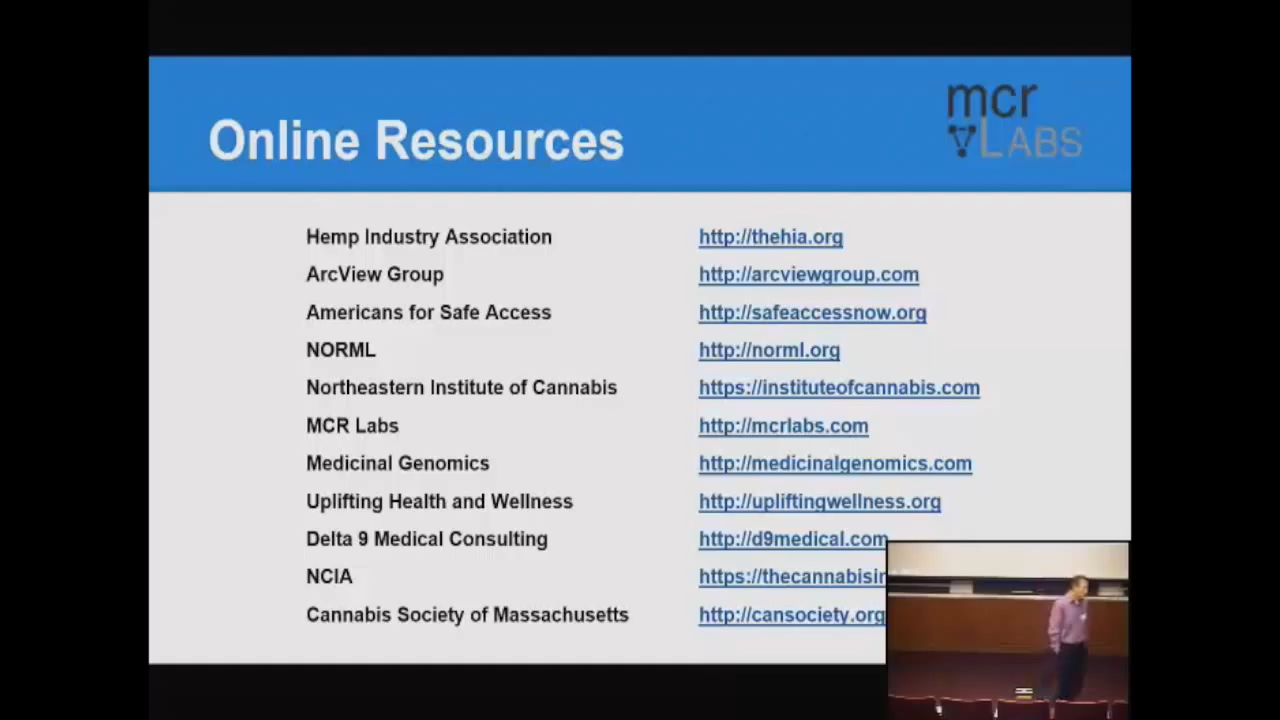 mcr
LABS
Online Resources
Hemp Industry Association http://thehia.org
ArcView Group http://arcviewgroup.com
Americans for Safe Access http://safeaccessnow.org
NORML http://norml.org
Northeastern Institute of Cannabis https://instituteofcannabis.com
MCR Labs http://mcrlabs.com
Medicinal Genomics http://medicinalgenomics.com
Uplifting Health and Wellness http://upliftingwellness.org
Delta 9 Medical Consulting http://d9medical.com
NCIA https://thecannabisin
Cannabis Society of Massachusetts http://cansociety.org